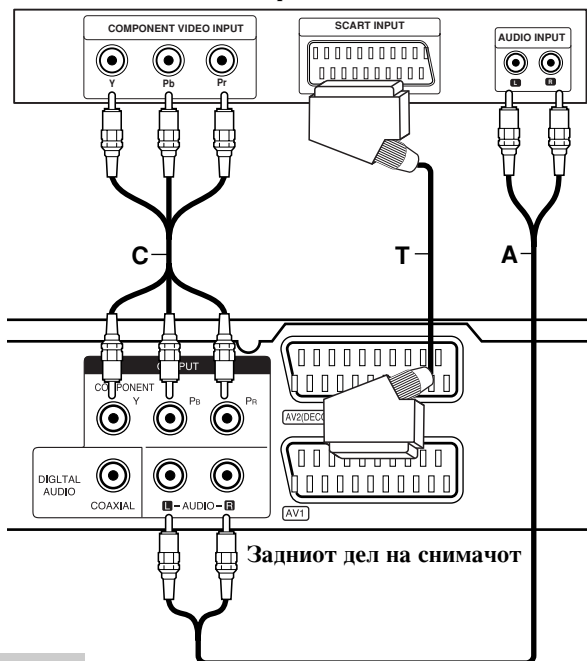 COMPONENT VIDEO INPUT
SCART INPUT
AUDIO INPUT
Y Pb Pr
L R
C T A
COMPONENT
Y PB PR
AV2(DECO
DIGLTAL
AUDIO
COAXIAL
L - AUDIO - R
AV1
Задниот дел на снимачот